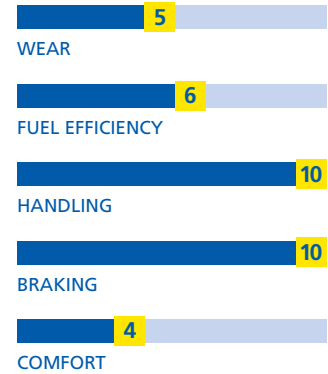 5
WEAR
6
FUEL EFFICIENCY
10
HANDLING
10
BRAKING
4
COMFORT